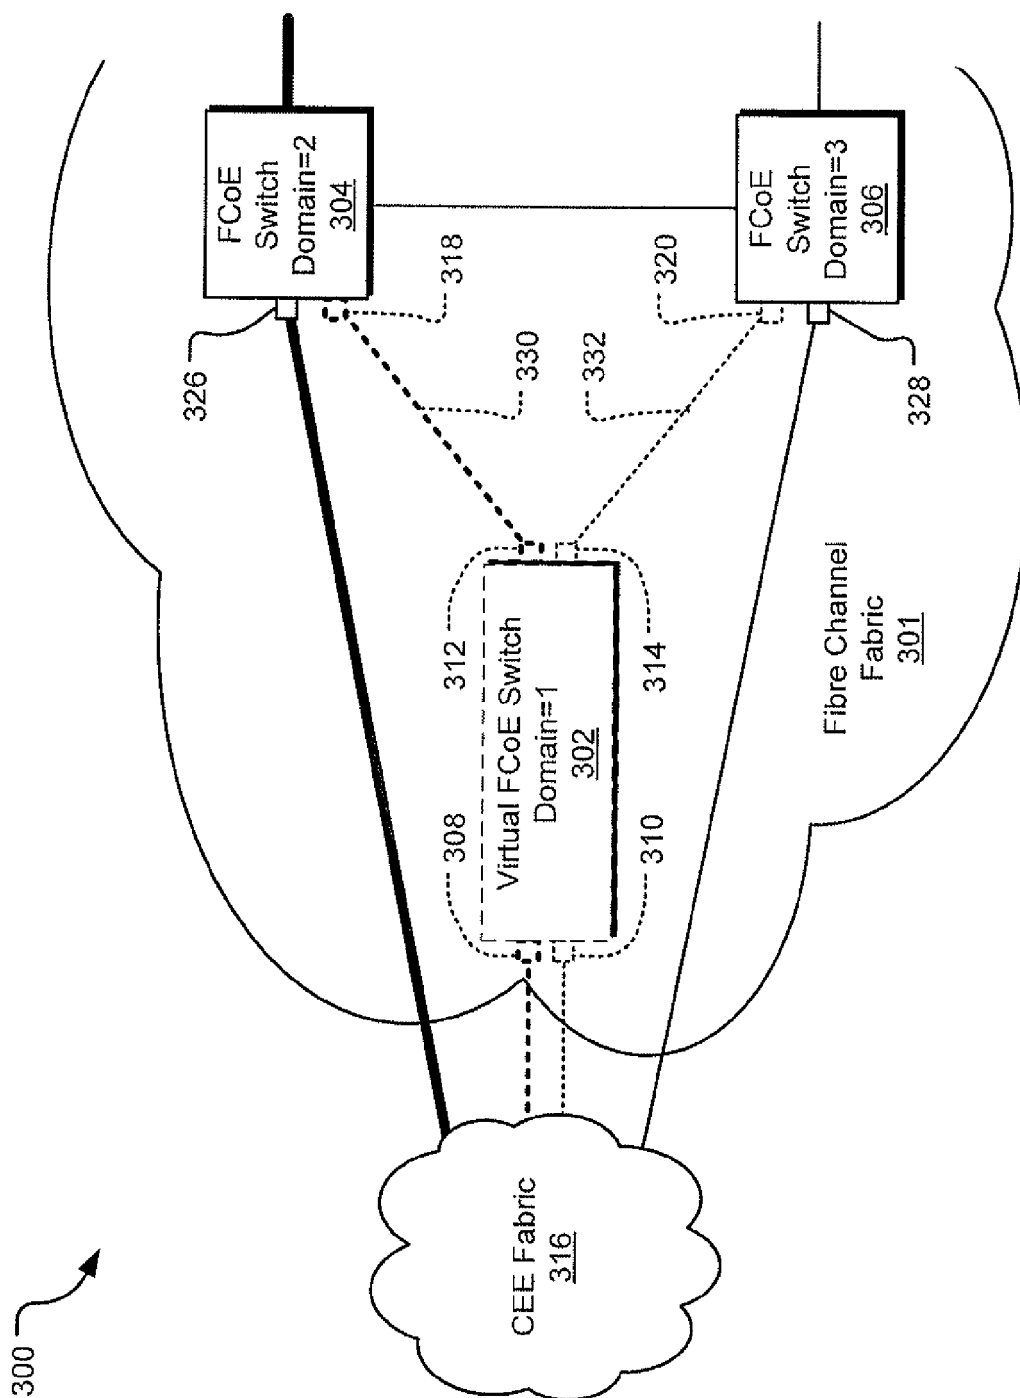 300
CEE Fabric
316
308
310
Virtual FCoE Switch
Domain=1
302
312
314
Fibre Channel
Fabric
301
326
318
330
332
320
328
FCoE
Switch
Domain=2
304
FCoE
Switch
Domain=3
306